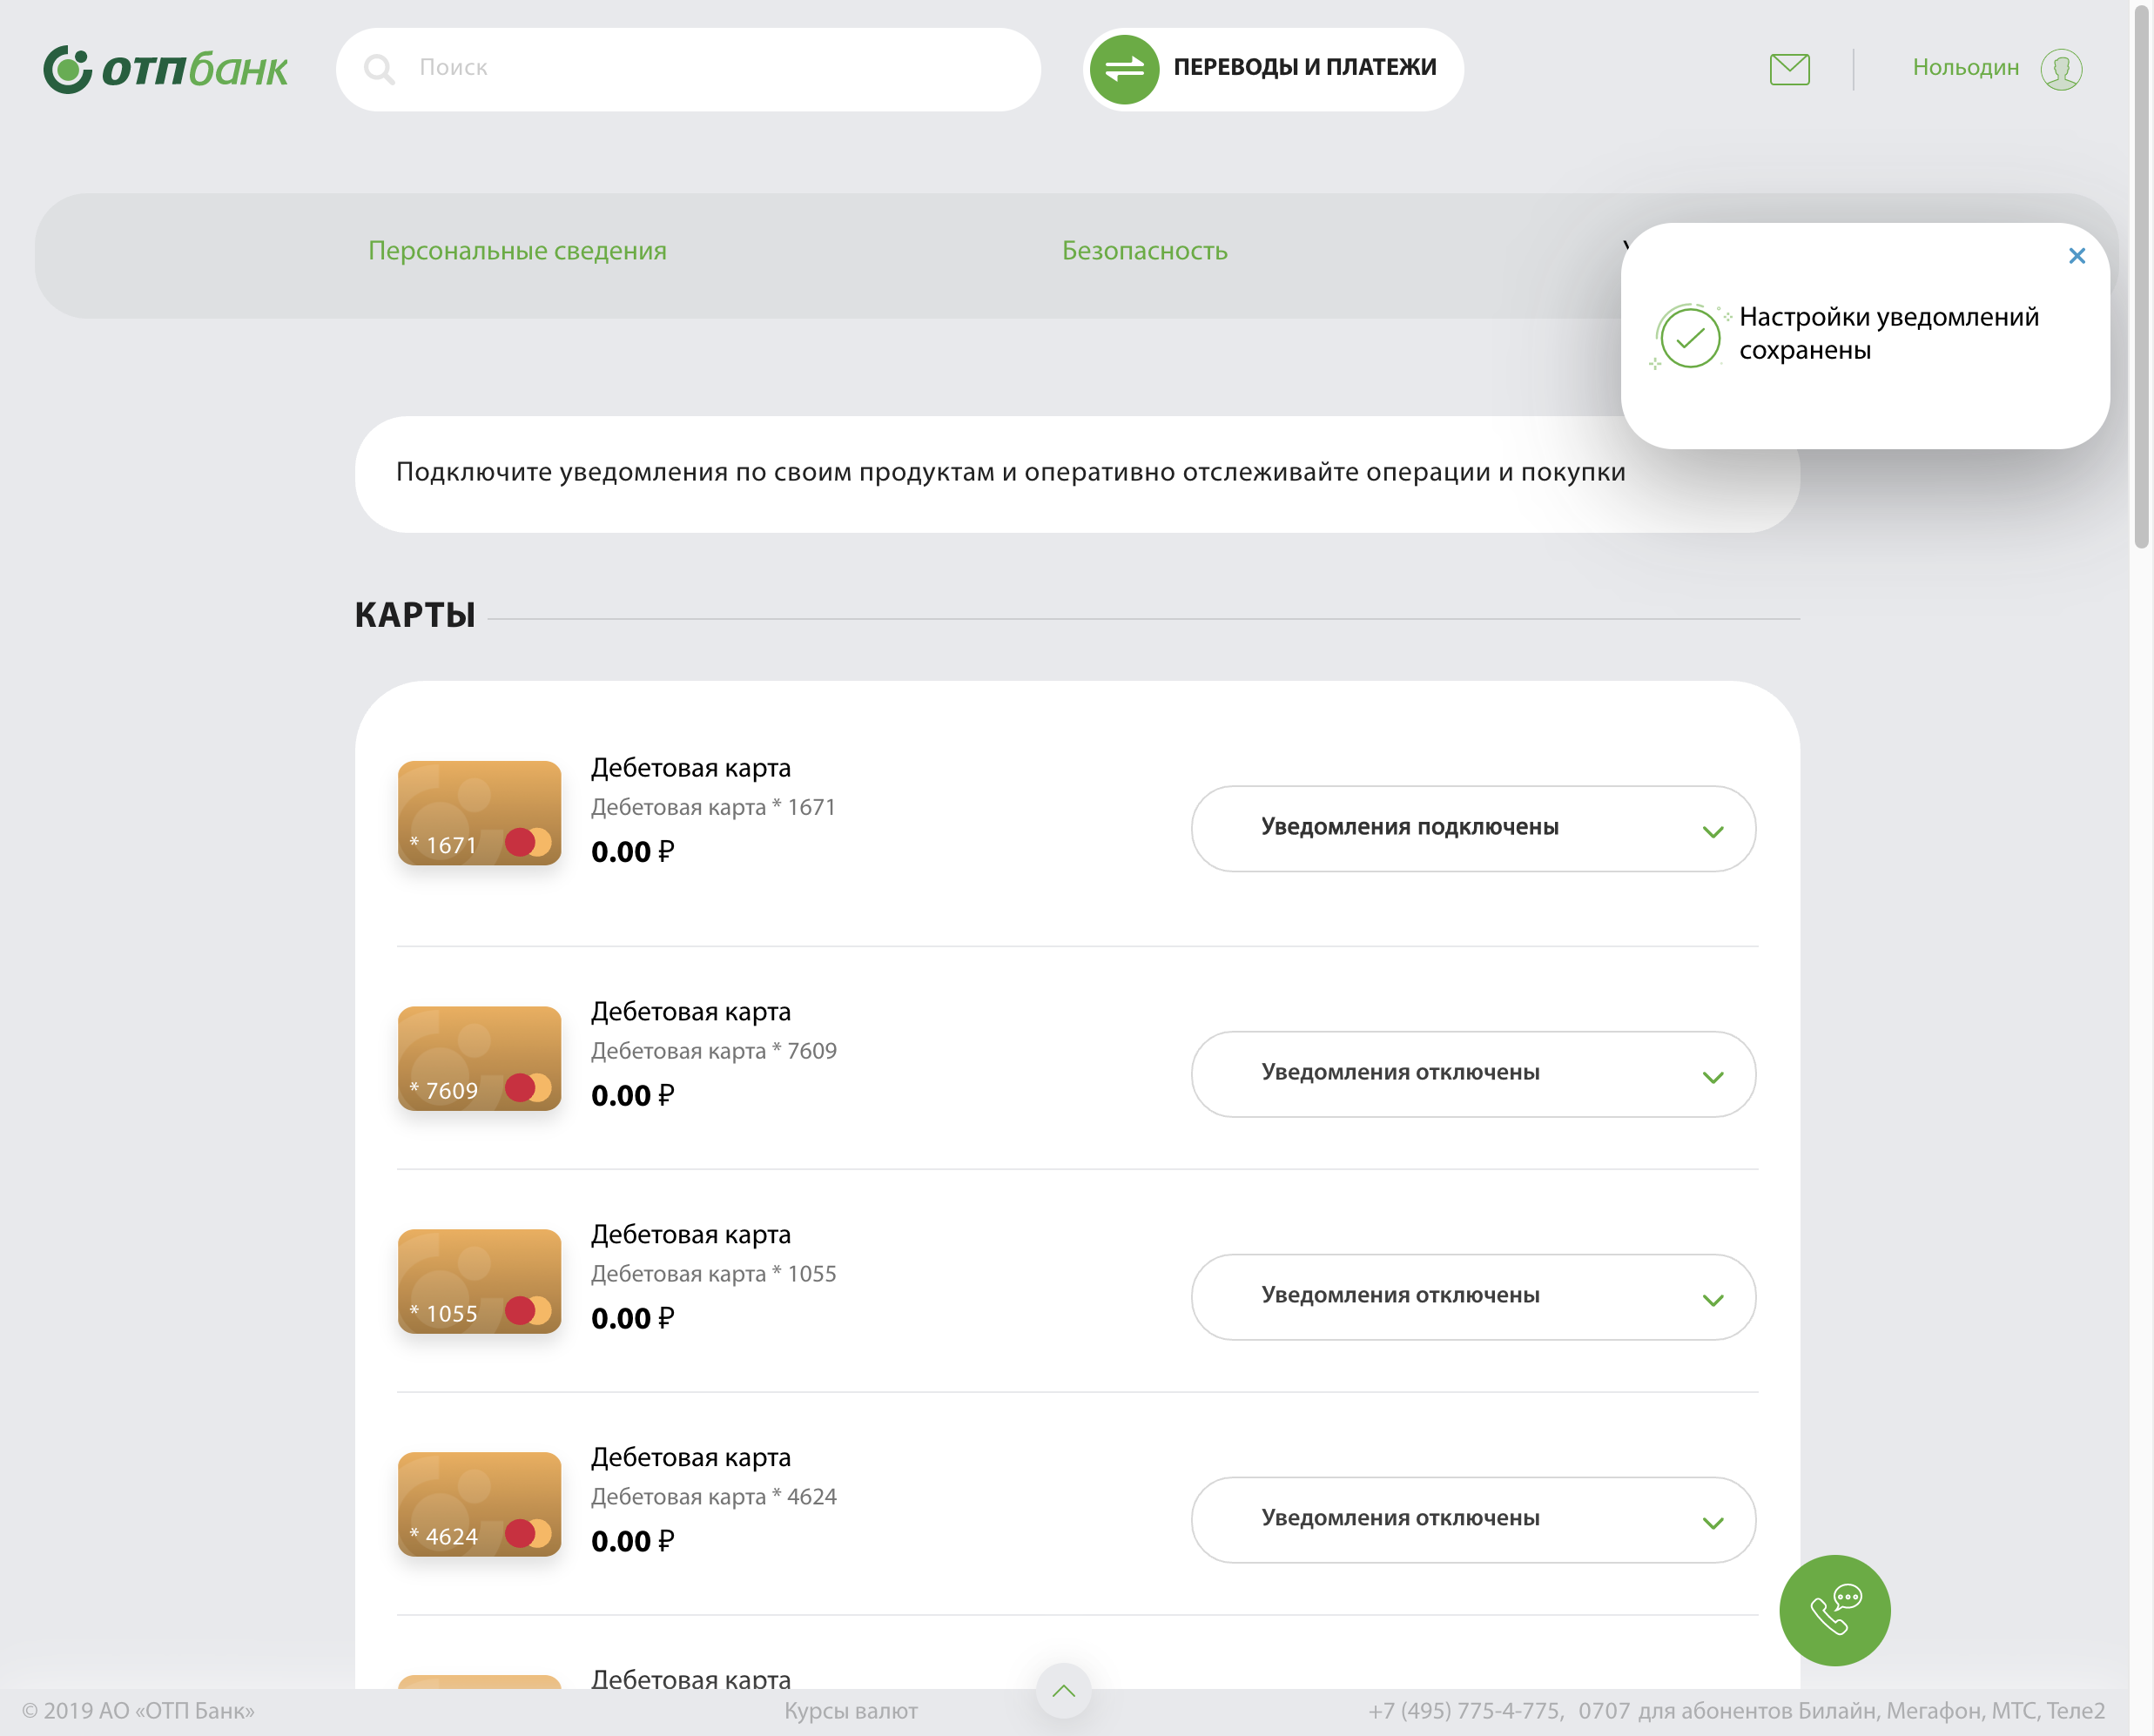 отпбанк
Поиск
ПЕРЕВОДЫ И ПЛАТЕЖИ
Нольодин
Персональные сведения
Безопасность
Настройки уведомлений
сохранены
Подключите уведомления по своим продуктам и оперативно отслеживайте операции и покупки
КАРТЫ
* 1671
Дебетовая карта
Дебетовая карта * 1671
0.00 ₽
Уведомления подключены
* 7609
Дебетовая карта
Дебетовая карта * 7609
0.00 ₽
Уведомления отключены
* 1055
Дебетовая карта
Дебетовая карта * 1055
0.00 ₽
Уведомления отключены
* 4624
Дебетовая карта
Дебетовая карта * 4624
0.00 ₽
Уведомления отключены
Дебетовая карта
© 2019 АО «ОТП Банк»
Курсы валют
+7 (495) 775-4-775, 0707 для абонентов Билайн, Мегафон, МТС, Теле2